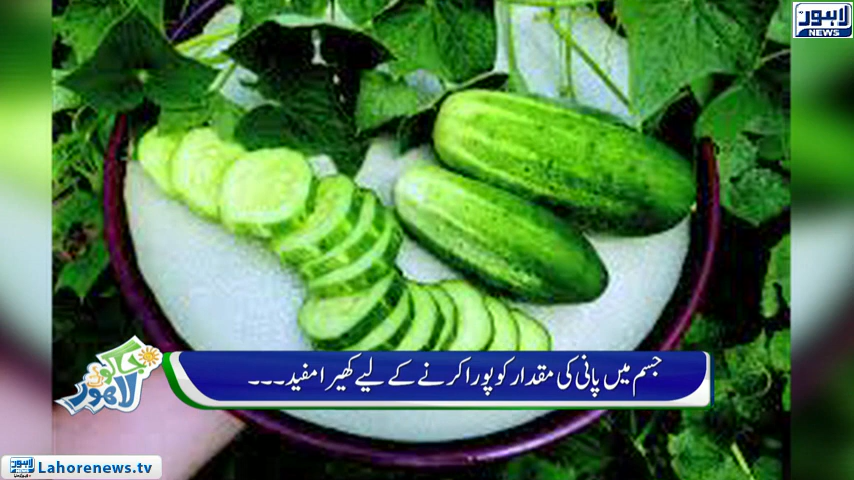 لاہور
NEWS
جسم میں پانی کی مقدار کو پورا کرنے کے لیے کھیرا مفید۔۔۔
جاگو لاہور
لاہور
Lahorenews.tv